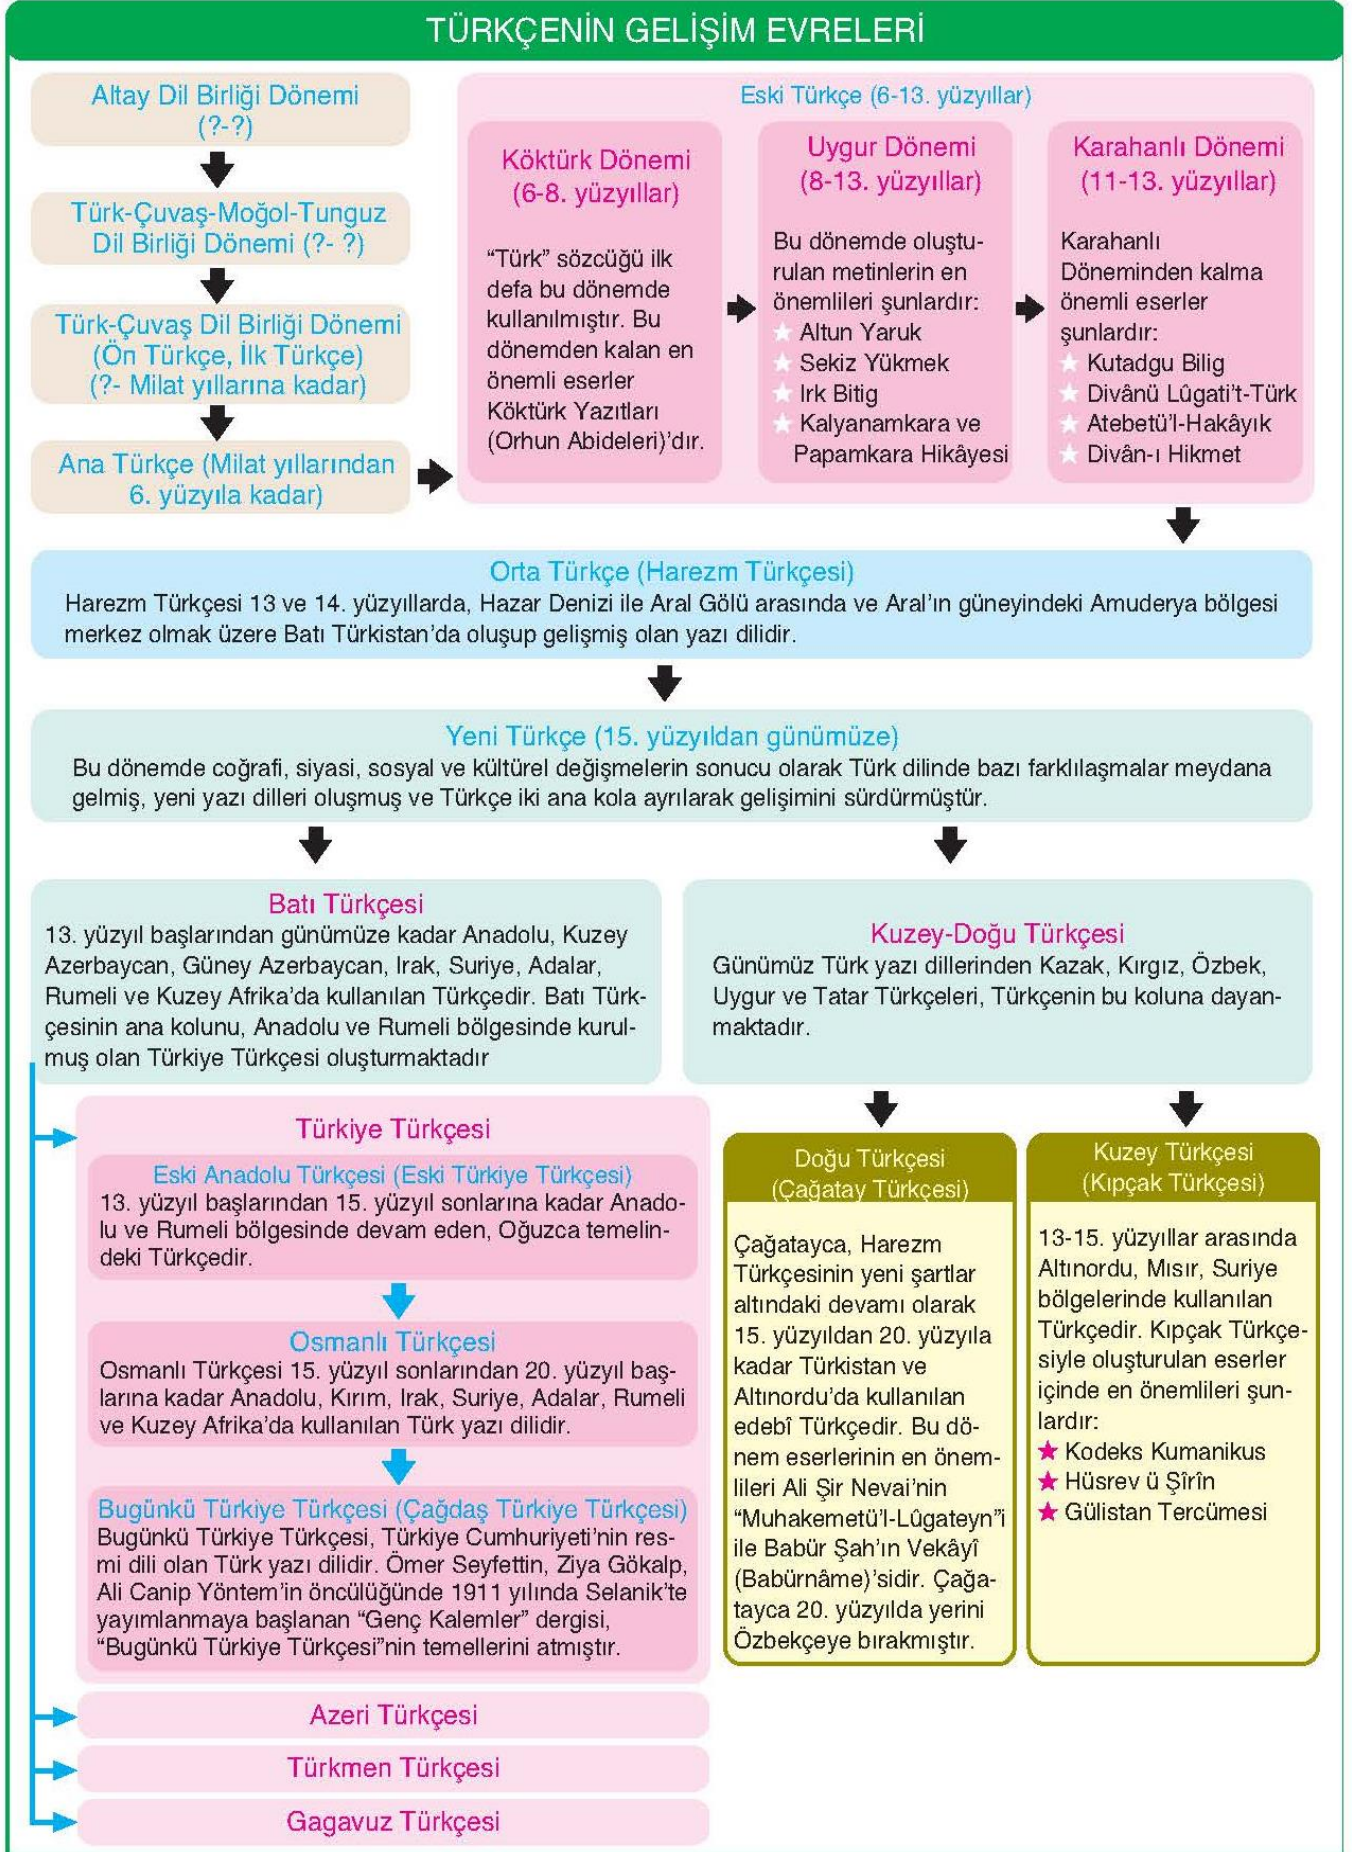 TÜRKÇENİN GELİŞİM EVRELERİ
Altay Dil Birliği Dönemi
(?-?)
Türk-Çuvaş-Moğol-Tunguz
Dil Birliği Dönemi (?- ?)
Türk-Çuvaş Dil Birliği Dönemi
(Ön Türkçe, İlk Türkçe)
(?- Milat yıllarına kadar)
Ana Türkçe (Milat yıllarından
6. yüzyıla kadar)
Eski Türkçe (6-13. yüzyıllar)
Köktürk Dönemi
(6-8. yüzyıllar)
“Türk” sözcüğü ilk
defa bu dönemde
kullanılmıştır. Bu
dönemden kalan en
önemli eserler
Köktürk Yazıtları
(Orhun Abideleri)’dır.
Uygur Dönemi
(8-13. yüzyıllar)
Bu dönemde oluştu-
rulan metinlerin en
önemlileri şunlardır:
Altun Yaruk
Sekiz Yükmek
Irk Bitig
Kalyanamkara ve
Papamkara Hikâyesi
Karahanlı Dönemi
(11-13. yüzyıllar)
Karahanlı
Döneminden kalma
önemli eserler
şunlardır:
Kutadgu Bilig
Divânü Lûgati’t-Türk
Atebetü’l-Hakâyık
Divân-ı Hikmet
Orta Türkçe (Harezm Türkçesi)
Harezm Türkçesi 13 ve 14. yüzyıllarda, Hazar Denizi ile Aral Gölü arasında ve Aral’ın güneyindeki Amuderya bölgesi
merkez olmak üzere Batı Türkistan’da oluşup gelişmiş olan yazı dilidir.
Yeni Türkçe (15. yüzyıldan günümüze)
Bu dönemde coğrafi, siyasi, sosyal ve kültürel değişmelerin sonucu olarak Türk dilinde bazı farklılaşmalar meydana
gelmiş, yeni yazı dilleri oluşmuş ve Türkçe iki ana kola ayrılarak gelişimini sürdürmüştür.
Batı Türkçesi
13. yüzyıl başlarından günümüze kadar Anadolu, Kuzey
Azerbaycan, Güney Azerbaycan, Irak, Suriye, Adalar,
Rumeli ve Kuzey Afrika’da kullanılan Türkçedir. Batı Türk-
çesinin ana kolunu, Anadolu ve Rumeli bölgesinde kurul-
muş olan Türkiye Türkçesi oluşturmaktadır
Kuzey-Doğu Türkçesi
Günümüz Türk yazı dillerinden Kazak, Kırgız, Özbek,
Uygur ve Tatar Türkçeleri, Türkçenin bu koluna dayan-
maktadır.
Türkiye Türkçesi
Eski Anadolu Türkçesi (Eski Türkiye Türkçesi)
13. yüzyıl başlarından 15. yüzyıl sonlarına kadar Anado-
lu ve Rumeli bölgesinde devam eden, Oğuzca temelin-
deki Türkçedir.
Osmanlı Türkçesi
Osmanlı Türkçesi 15. yüzyıl sonlarından 20. yüzyıl baş-
larına kadar Anadolu, Kırım, Irak, Suriye, Adalar, Rumeli
ve Kuzey Afrika’da kullanılan Türk yazı dilidir.
Bugünkü Türkiye Türkçesi (Çağdaş Türkiye Türkçesi)
Bugünkü Türkiye Türkçesi, Türkiye Cumhuriyeti’nin res-
mi dili olan Türk yazı dilidir. Ömer Seyfettin, Ziya Gökalp,
Ali Canip Yöntem’in öncülüğünde 1911 yılında Selanik’te
yayımlanmaya başlanan “Genç Kalemler” dergisi,
“Bugünkü Türkiye Türkçesi”nin temellerini atmıştır.
Azeri Türkçesi
Türkmen Türkçesi
Gagavuz Türkçesi
Doğu Türkçesi
(Çağatay Türkçesi)
Çağatayca, Harezm
Türkçesinin yeni şartlar
altındaki devamı olarak
15. yüzyıldan 20. yüzyıla
kadar Türkistan ve
Altınordu’da kullanılan
edebî Türkçedir. Bu dö-
nem eserlerinin en önem-
lileri Ali Şir Nevai’nin
“Muhakemetü’l-Lûgateyn”i
ile Babür Şah’ın Vekâyî
(Babürnâme)’sidir. Çağa-
tayca 20. yüzyılda yerini
Özbekçeye bırakmıştır.
Kuzey Türkçesi
(Kıpçak Türkçesi)
13-15. yüzyıllar arasında
Altınordu, Mısır, Suriye
bölgelerinde kullanılan
Türkçedir. Kıpçak Türkçe-
siyle oluşturulan eserler
içinde en önemlileri şun-
lardır:
Kodeks Kumanikus
Hüsrev ü Şîrîn
Gülistan Tercümesi